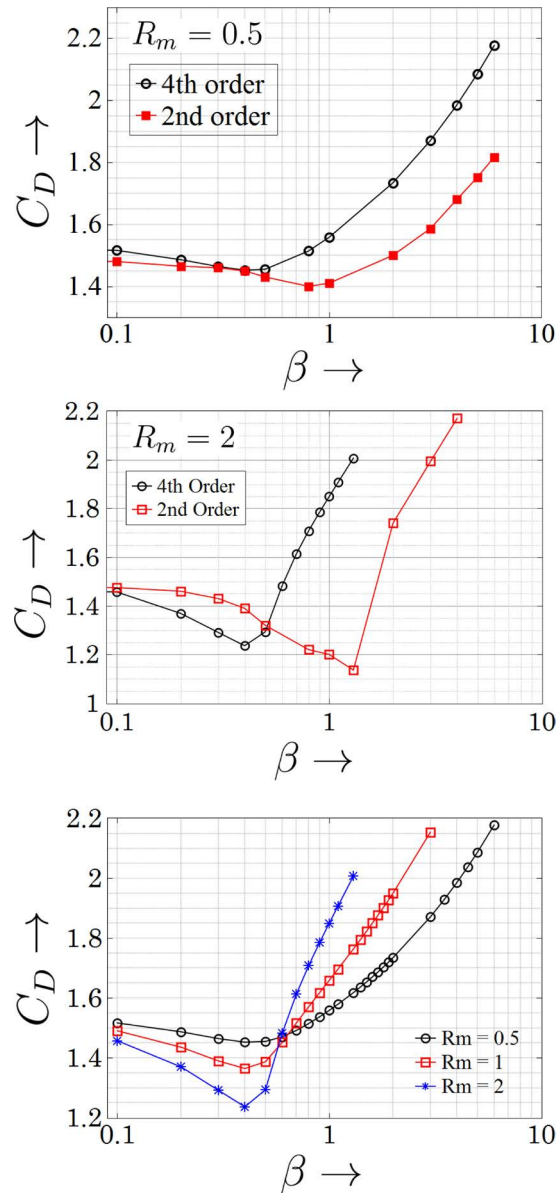 R_m = 0.5
4th order
2nd order
2.2
2
1.8
1.6
1.4
C_D →
0.1
1
10
β →
R_m = 2
4th Order
2nd Order
2.2
2
1.8
1.6
1.4
1.2
1
C_D →
0.1
1
10
β →
2.2
2
1.8
1.6
1.4
1.2
C_D →
Rm = 0.5
Rm = 1
Rm = 2
0.1
1
10
β →